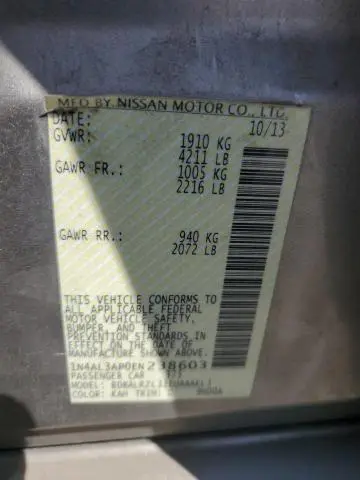 MFD BY NISSAN MOTOR CO., LTD.
DATE: 10/13
GVWR: 1910 KG
4211 LB
GAWR FR.: 1005 KG
2216 LB
GAWR RR.: 940 KG
2072 LB
THIS VEHICLE CONFORMS TO
ALL APPLICABLE FEDERAL
MOTOR VEHICLE SAFETY,
BUMPER, AND THEFT
PREVENTION STANDARDS IN
EFFECT ON THE DATE OF
MANUFACTURE SHOWN ABOVE.
1N4AL3AP0EN238603
PASSENGER CAR
MODEL:
COLOR: KAH TRIM: